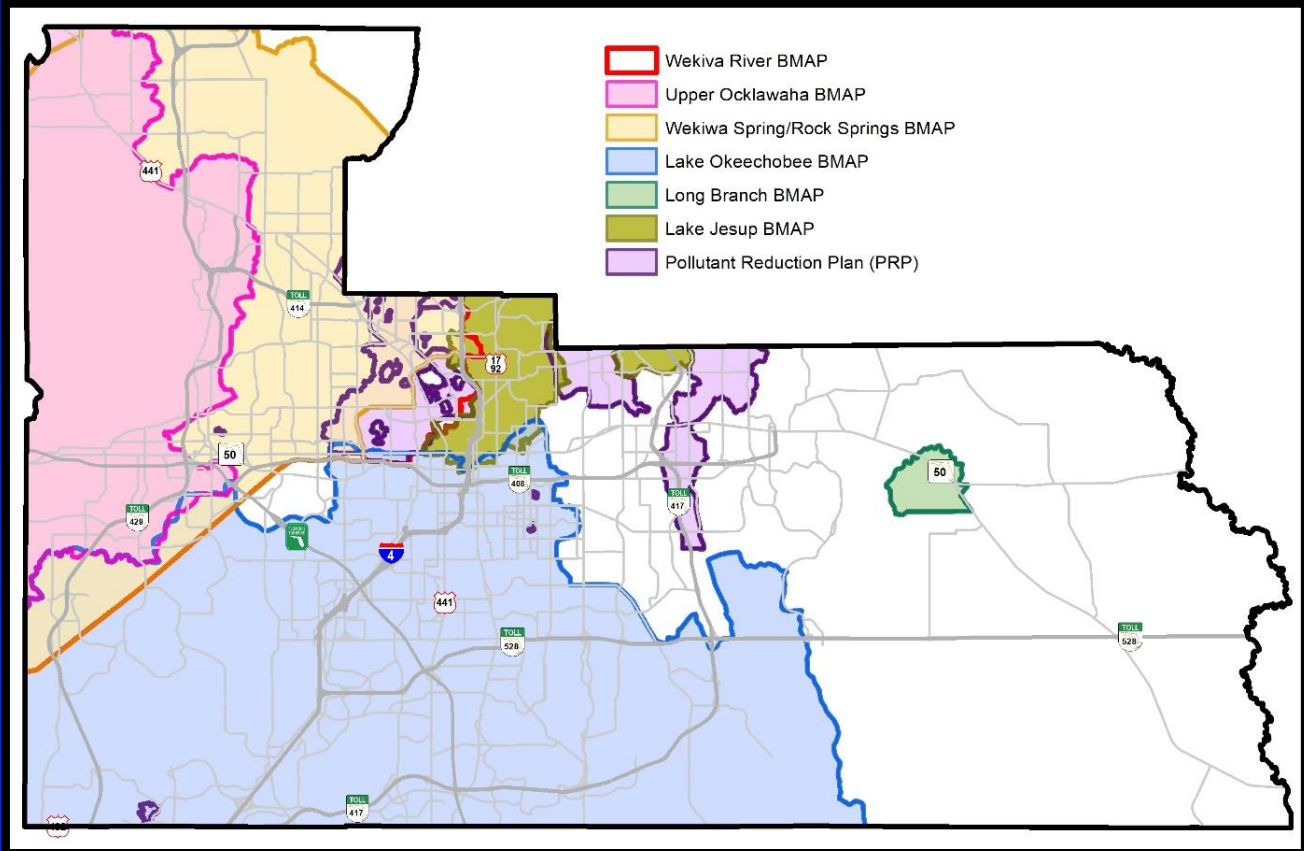 Wekiva River BMAP
Upper Ocklawaha BMAP
Wekiwa Spring/Rock Springs BMAP
Lake Okeechobee BMAP
Long Branch BMAP
Lake Jesup BMAP
Pollutant Reduction Plan (PRP)
441
TOLL
414
17
92
50
50
TOLL
408
TOLL
417
TOLL
429
4
441
TOLL
528
TOLL
528
TOLL
417